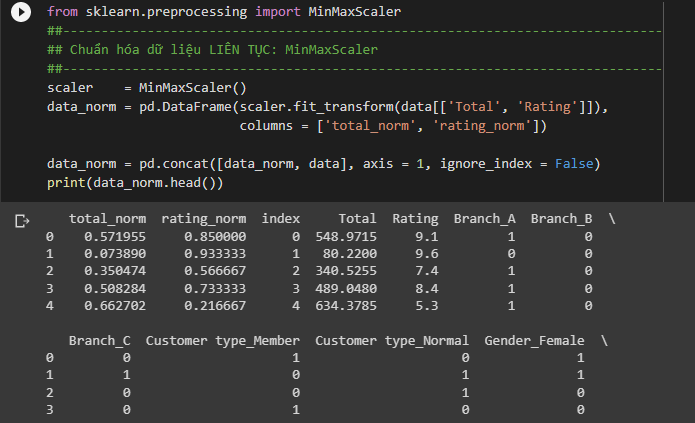 from sklearn.preprocessing import MinMaxScaler
##------------------------------------------------------------------------------
## Chuẩn hóa dữ liệu LIÊN TỤC: MinMaxScaler
##------------------------------------------------------------------------------
scaler    = MinMaxScaler()
data_norm = pd.DataFrame(scaler.fit_transform(data[['Total', 'Rating']]),
                         columns = ['total_norm', 'rating_norm'])
data_norm = pd.concat([data_norm, data], axis = 1, ignore_index = False)
print(data_norm.head())
   total_norm  rating_norm  index     Total  Rating  Branch_A  Branch_B  \
0    0.571955     0.850000      0  548.9715     9.1         1         0
1    0.073890     0.933333      1   80.2200     9.6         0         0
2    0.350474     0.566667      2  340.5255     7.4         1         0
3    0.508284     0.733333      3  489.0480     8.4         1         0
4    0.662702     0.216667      4  634.3785     5.3         1         0
   Branch_C  Customer type_Member  Customer type_Normal  Gender_Female  \
0         0                     1                     0              1
1         1                     0                     1              1
2         0                     0                     1              0
3         0                     1                     0              0